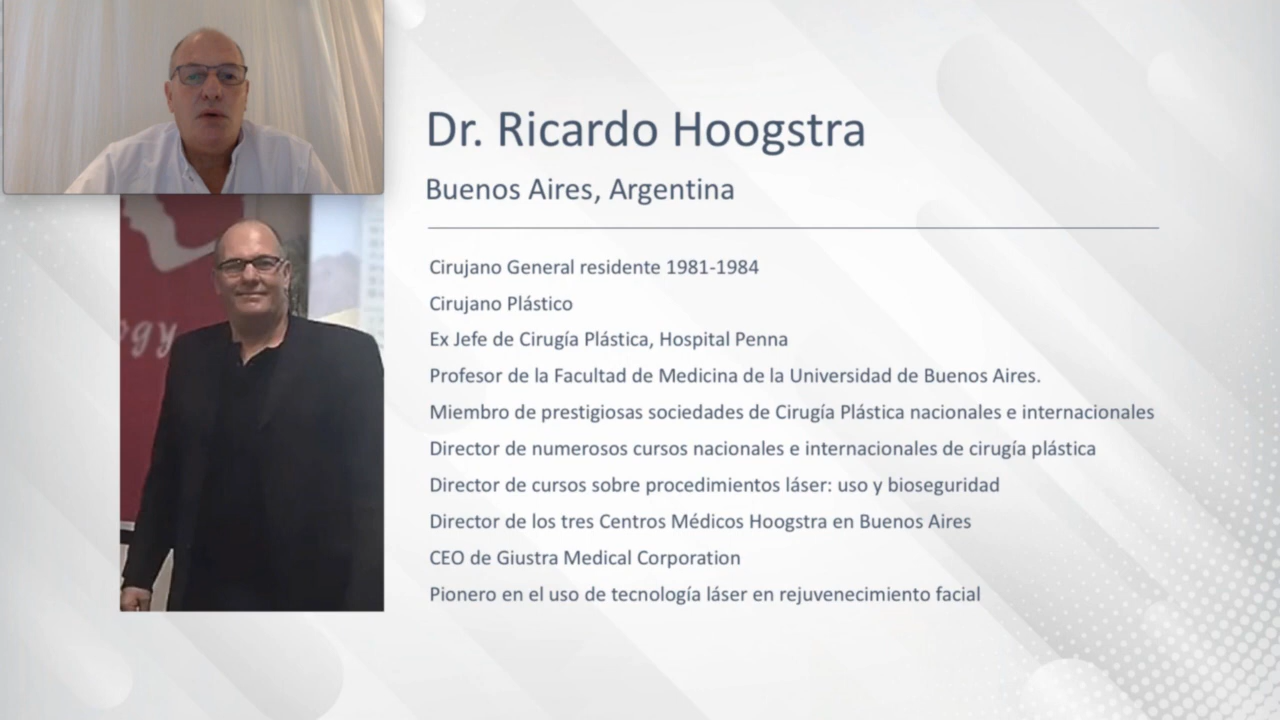 Dr. Ricardo Hoogstra
Buenos Aires, Argentina
Cirujano General residente 1981-1984
Cirujano Plástico
Ex Jefe de Cirugía Plástica, Hospital Penna
Profesor de la Facultad de Medicina de la Universidad de Buenos Aires.
Miembro de prestigiosas sociedades de Cirugía Plástica nacionales e internacionales
Director de numerosos cursos nacionales e internacionales de cirugía plástica
Director de cursos sobre procedimientos láser: uso y bioseguridad
Director de los tres Centros Médicos Hoogstra en Buenos Aires
CEO de Giustra Medical Corporation
Pionero en el uso de tecnología láser en rejuvenecimiento facial